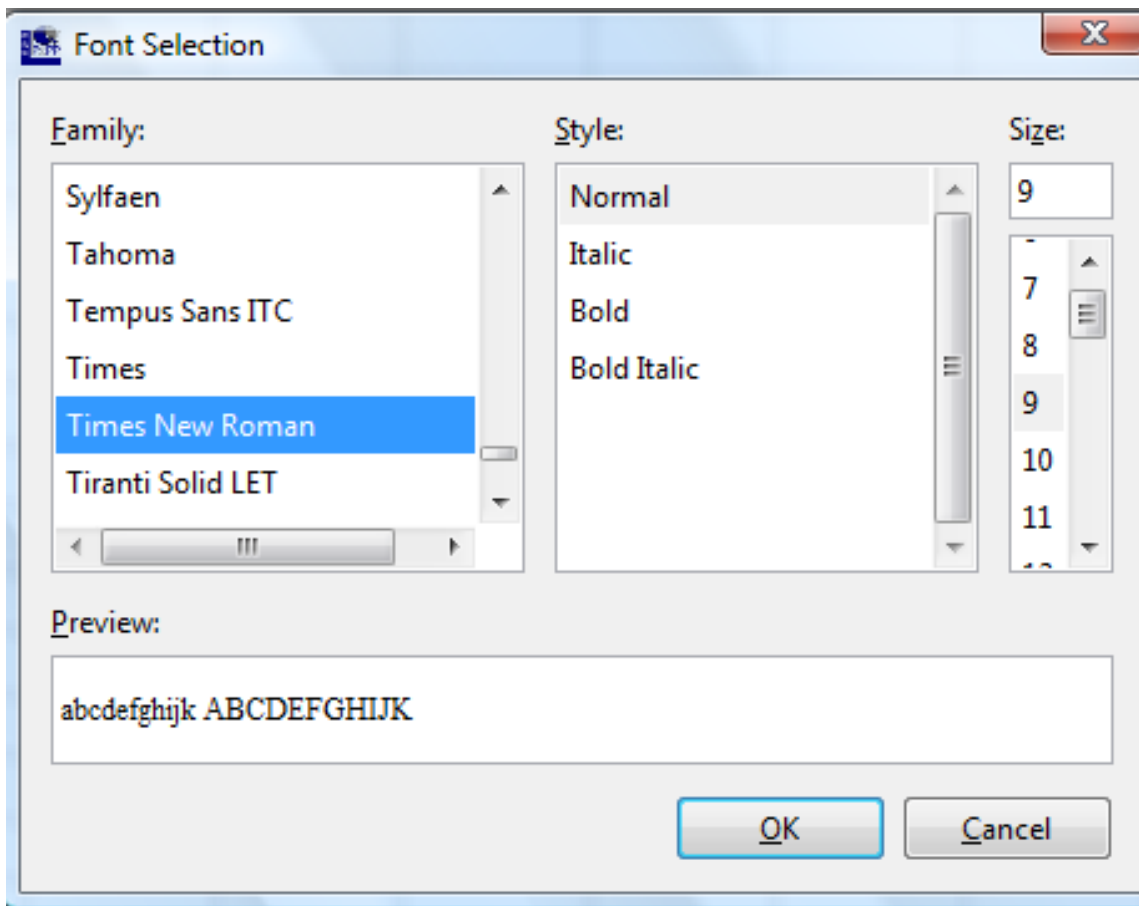 Font Selection
Family:
Sylfaen
Tahoma
Tempus Sans ITC
Times
Times New Roman
Tiranti Solid LET
Style:
Normal
Italic
Bold
Bold Italic
Size:
9
7
8
9
10
11
Preview:
abcdefghijk ABCDEFGHIJK
OK
Cancel